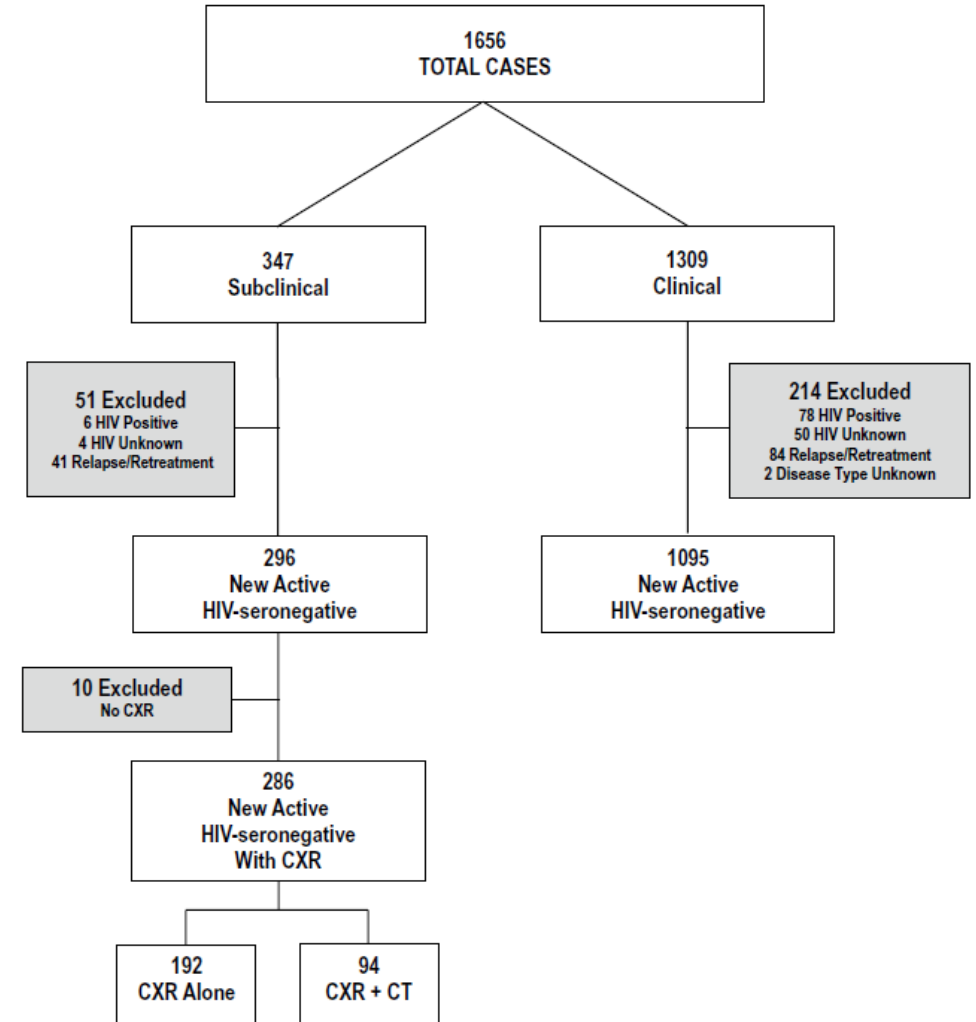 1656
TOTAL CASES
347
Subclinical
1309
Clinical
51 Excluded
6 HIV Positive
4 HIV Unknown
41 Relapse/Retreatment
214 Excluded
78 HIV Positive
50 HIV Unknown
84 Relapse/Retreatment
2 Disease Type Unknown
296
New Active
HIV-seronegative
1095
New Active
HIV-seronegative
10 Excluded
No CXR
286
New Active
HIV-seronegative
With CXR
192
CXR Alone
94
CXR + CT